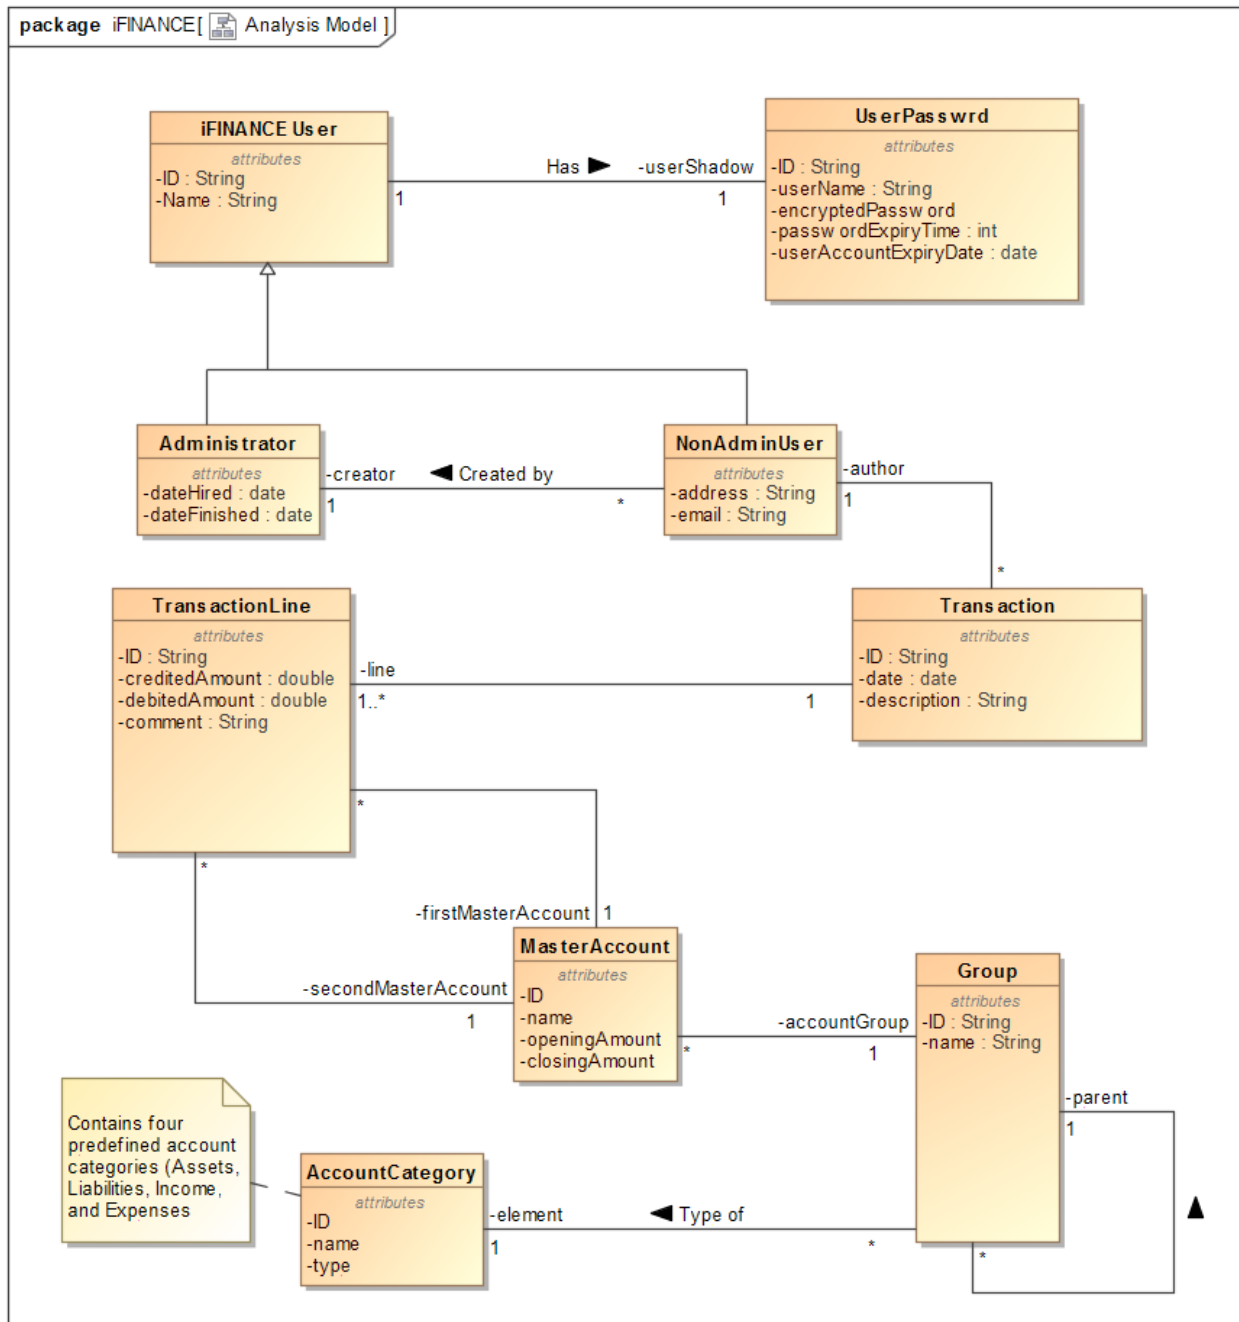 package iFINANCE[ Analysis Model ]
iFINANCE User
attributes
-ID : String
-Name : String
Has ▶
-userShadow
1
1
UserPasswrd
attributes
-ID : String
-userName : String
-encryptedPassword
-passwordExpiryTime : int
-userAccountExpiryDate : date
Administrator
attributes
-dateHired : date
-dateFinished : date
-creator
◀ Created by
1
*
NonAdminUser
attributes
-address : String
-email : String
-author
1
*
TransactionLine
attributes
-ID : String
-creditedAmount : double
-debitedAmount : double
-comment : String
-line
1..*
1
Transaction
attributes
-ID : String
-date : date
-description : String
*
*
-firstMasterAccount
1
-secondMasterAccount
1
MasterAccount
attributes
-ID
-name
-openingAmount
-closingAmount
-accountGroup
*
1
Group
attributes
-ID : String
-name : String
-parent
1
*
Contains four
predefined account
categories (Assets,
Liabilities, Income,
and Expenses
AccountCategory
attributes
-ID
-name
-type
-element
◀ Type of
1
*